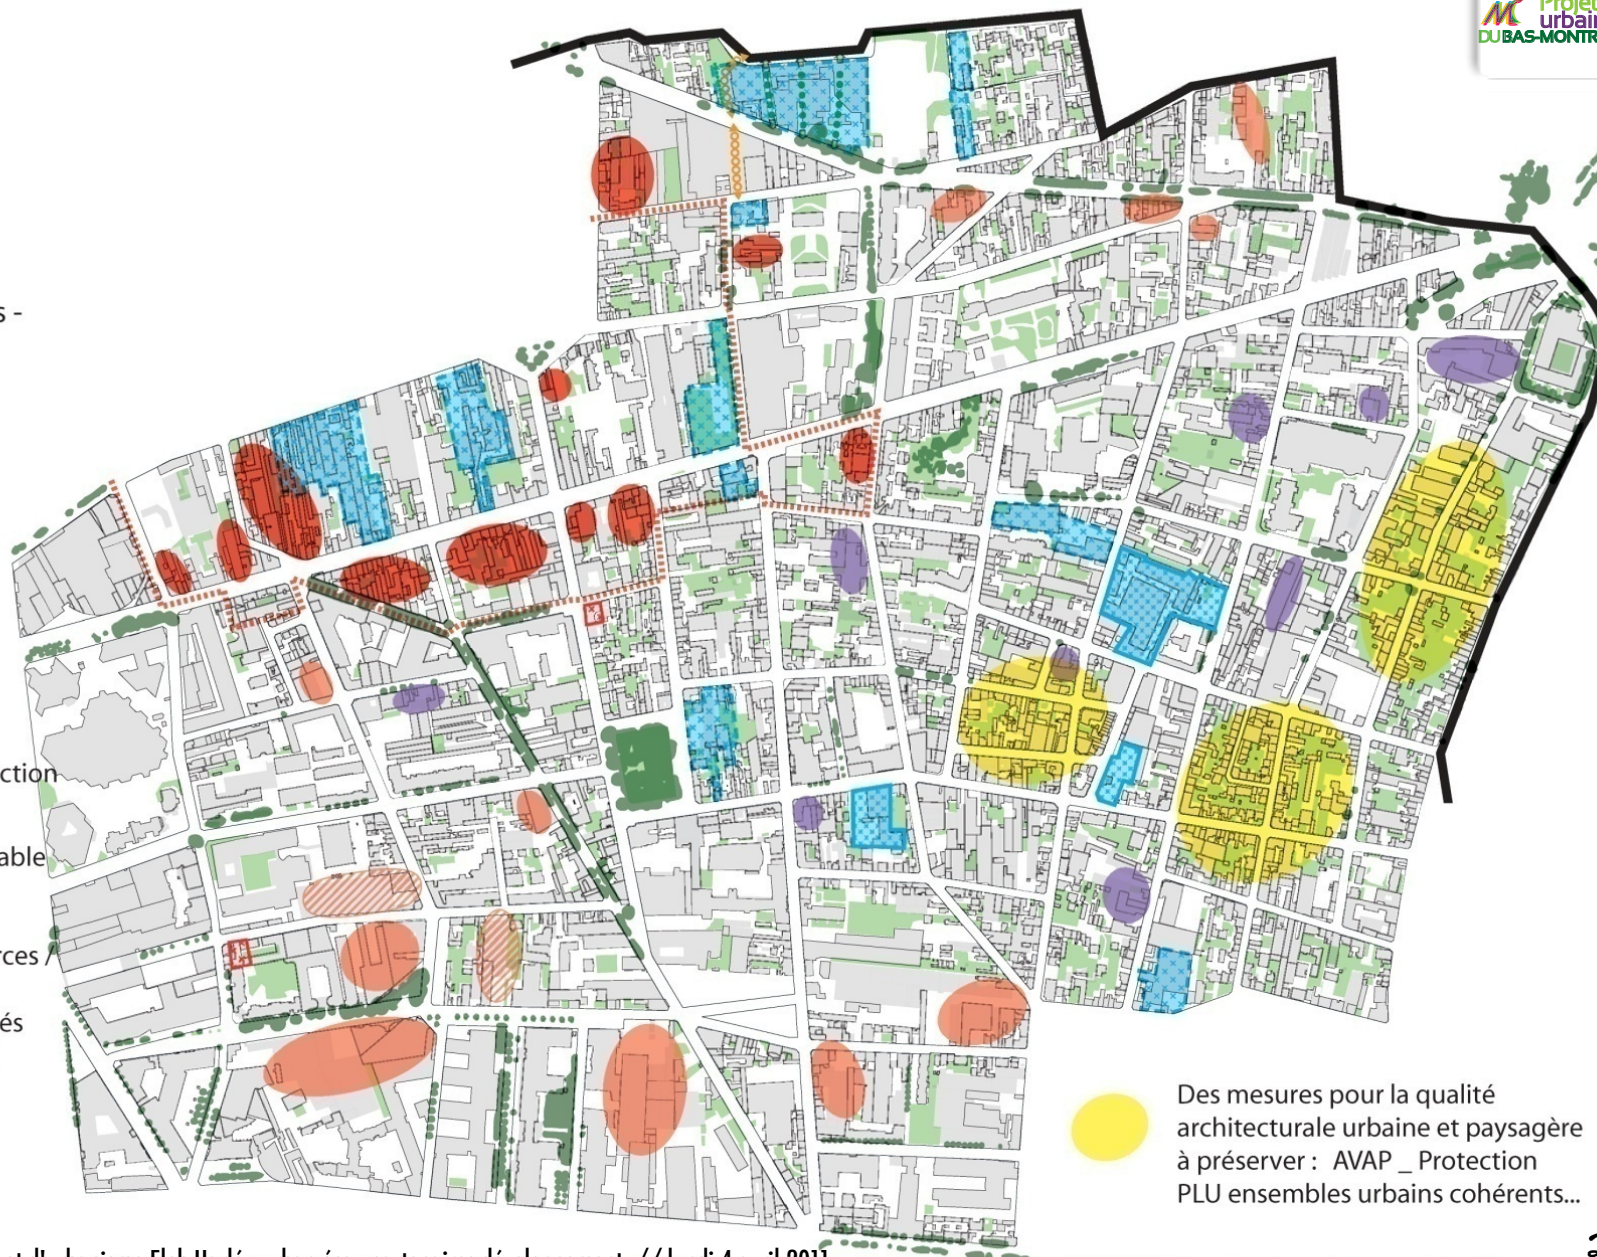 Projet
urbain
DU BAS-MONTR
s -
ction
able
rces /
és
Des mesures pour la qualité
architecturale urbaine et paysagère
à préserver : AVAP _ Protection
PLU ensembles urbains cohérents...